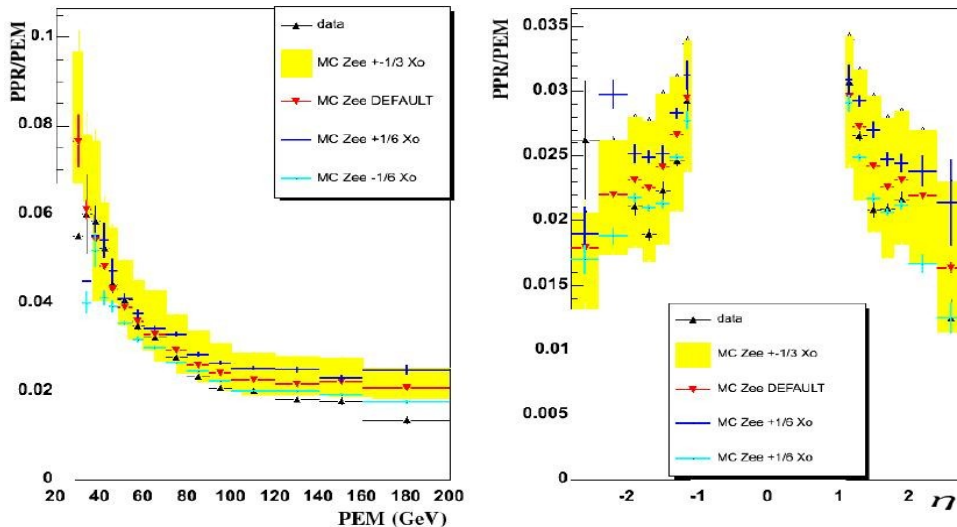 PPR/PEM
0.1
0.08
0.06
0.04
0.02
0
20 40 60 80 100 120 140 160 180 200
PEM (GeV)
data
MC Zee +-1/3 Xo
MC Zee DEFAULT
MC Zee +1/6 Xo
MC Zee -1/6 Xo
PPR/PEM
0.035
0.03
0.025
0.02
0.015
0.01
0.005
0
-2 -1 0 1 2
η
data
MC Zee +-1/3 Xo
MC Zee DEFAULT
MC Zee +1/6 Xo
MC Zee +1/6 Xo